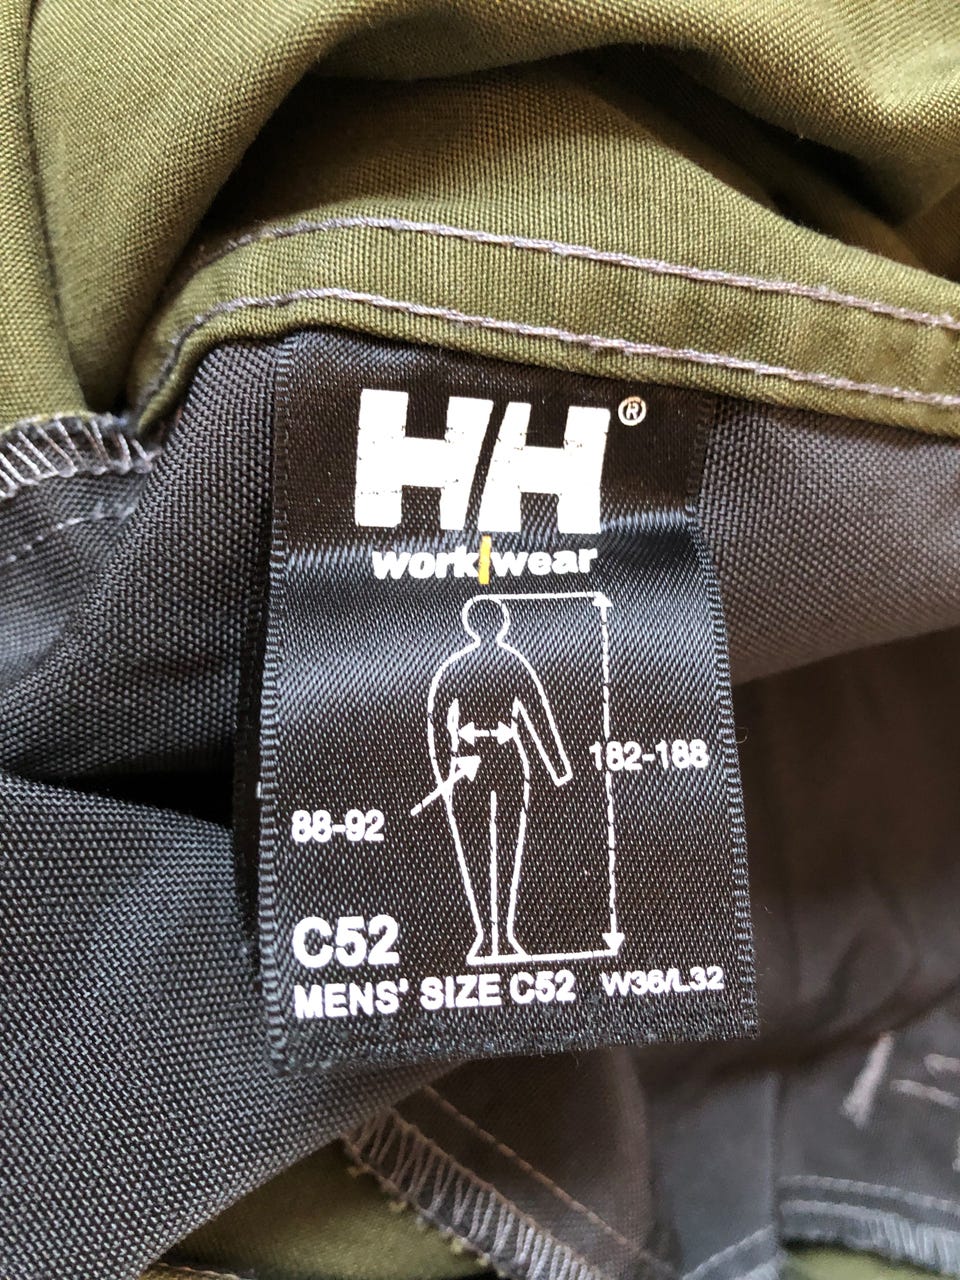 HH®
work|wear
182-188
88-92
C52
MENS' SIZE C52 W36/L32